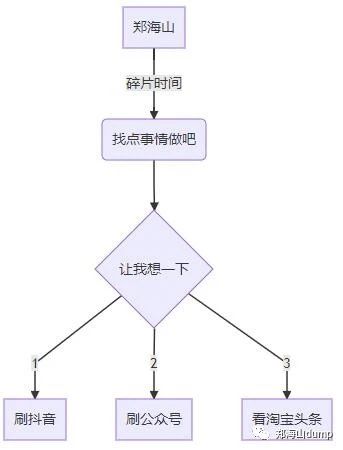 郑海山
碎片时间
找点事情做吧
让我想一下
1
2
3
刷抖音
刷公众号
看淘宝头条
郑海山dump